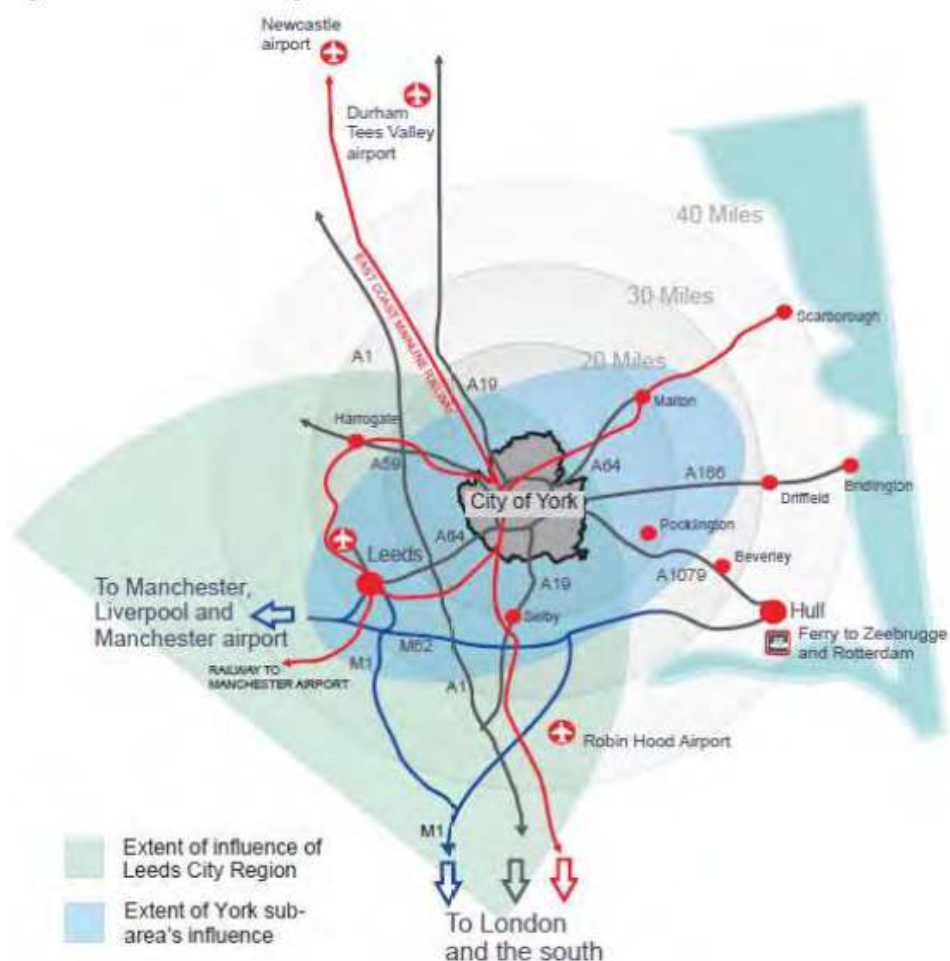 Newcastle
airport
Durham
Tees Valley
airport
40 Miles
30 Miles
Scarborough
EAST COAST MAINLINE RAILWAY
A1
20 Miles
A19
Malton
Harrogate
A59
A64
A166
City of York
Driffield
Bridlington
Pocklington
A64
Leeds
Beverley
A19
A1079
To Manchester,
Liverpool and
Manchester airport
Selby
Hull
Ferry to Zeebrugge
and Rotterdam
M62
M1
RAILWAY TO
MANCHESTER AIRPORT
A1
Robin Hood Airport
M1
Extent of influence of
Leeds City Region
Extent of York sub-
area's influence
To London
and the south